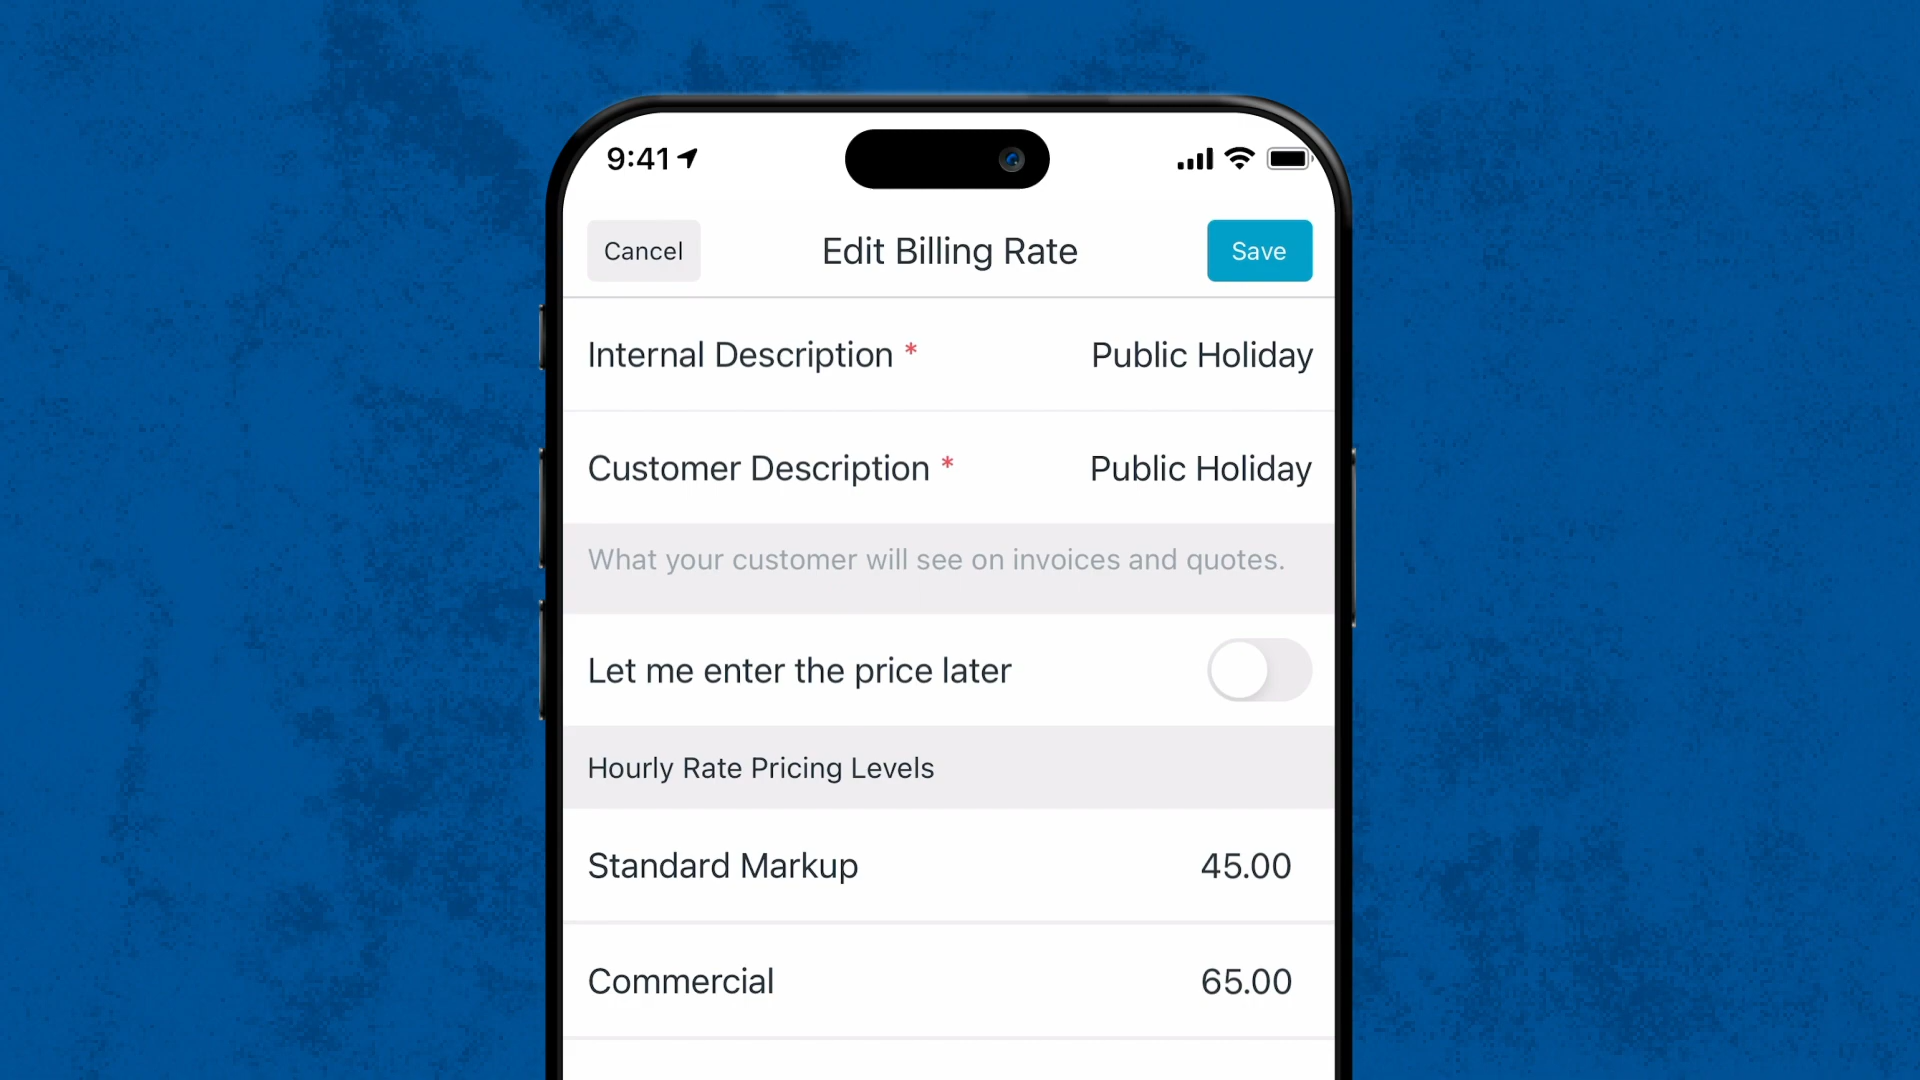 9:41
Cancel
Edit Billing Rate
Save
Internal Description *
Public Holiday
Customer Description *
Public Holiday
What your customer will see on invoices and quotes.
Let me enter the price later
Hourly Rate Pricing Levels
Standard Markup
45.00
Commercial
65.00